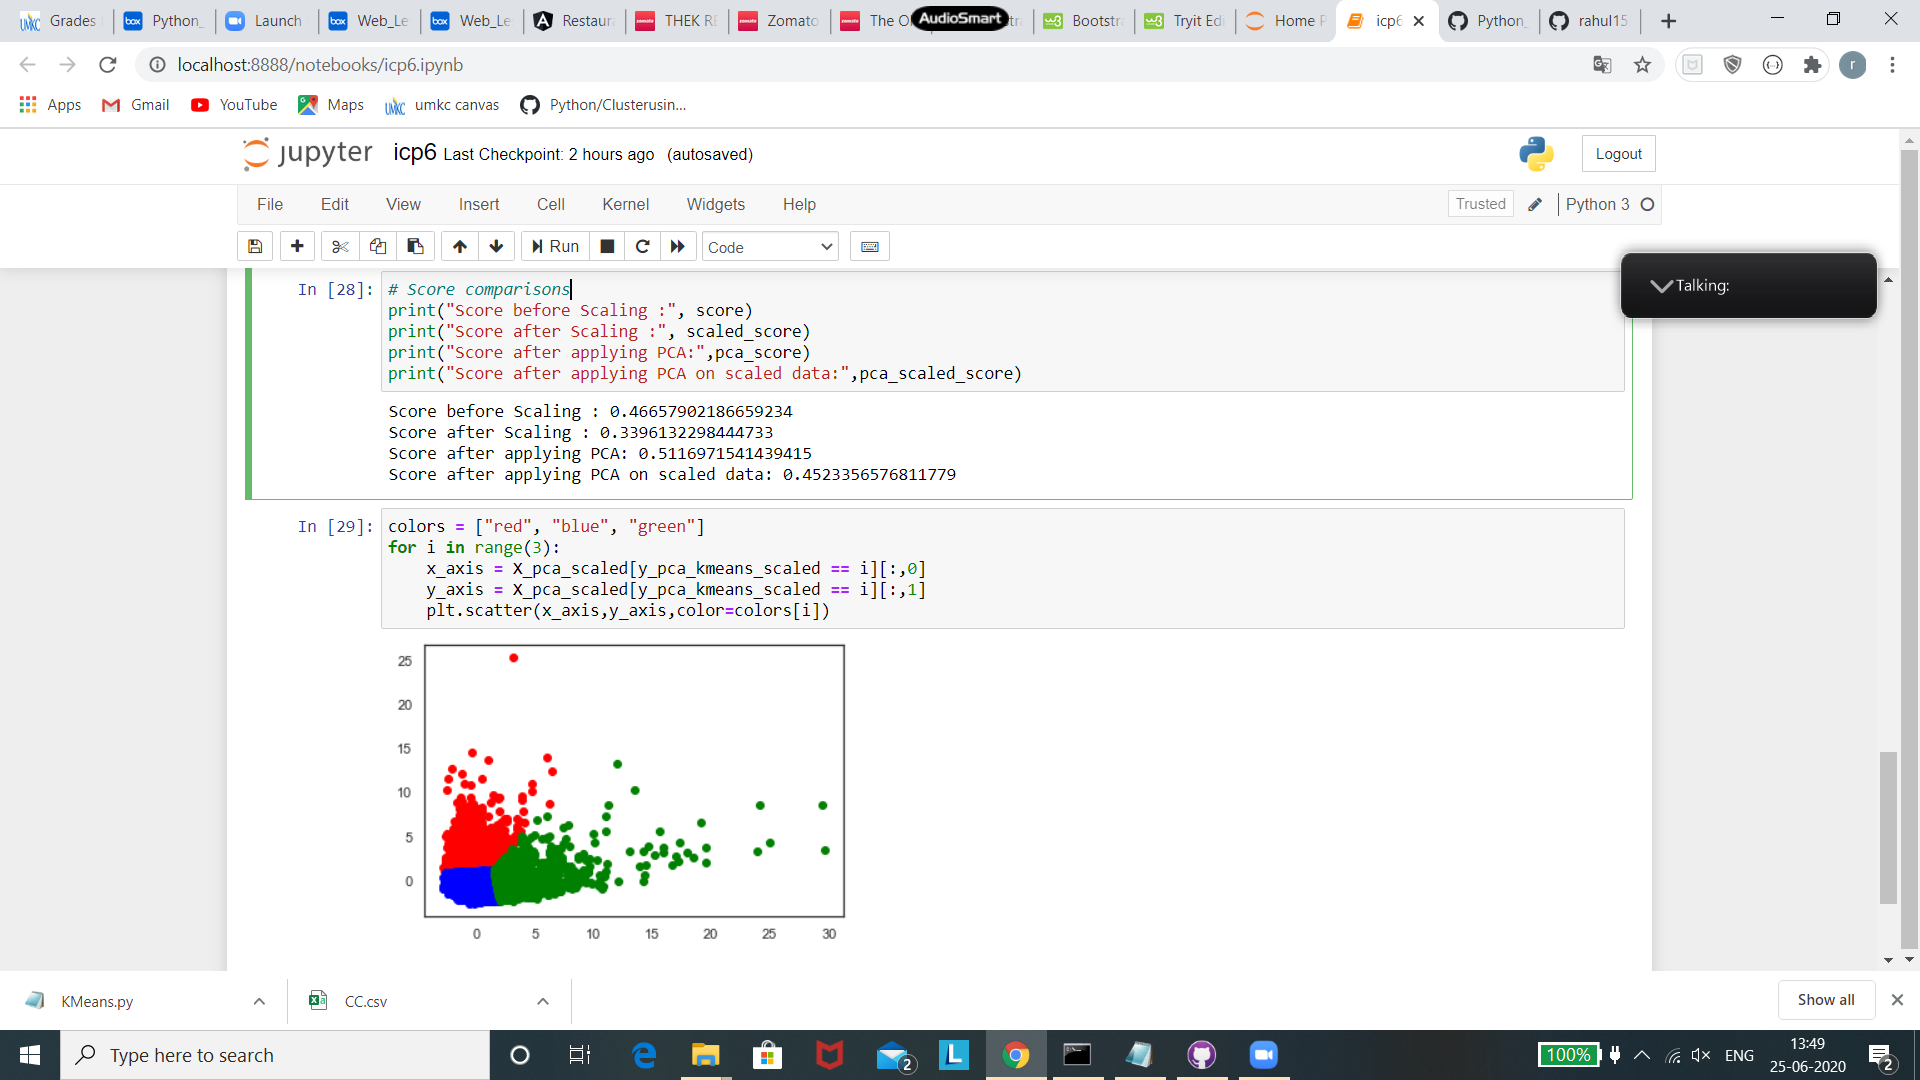 Grades
Python_
Launch
Web_Le
Web_Le
Restaura
THEK RE
Zomato
The O
AudioSmart
Bootstra
Tryit Edi
Home P
icp6
Python_
rahul15
localhost:8888/notebooks/icp6.ipynb
r
Apps
Gmail
YouTube
Maps
umkc canvas
Python/Clusterusin...
jupyter icp6 Last Checkpoint: 2 hours ago (autosaved)
Logout
File Edit View Insert Cell Kernel Widgets Help
Trusted
Python 3
Run
Code
Talking:
In [28]: # Score comparisons
print("Score before Scaling :", score)
print("Score after Scaling :", scaled_score)
print("Score after applying PCA:",pca_score)
print("Score after applying PCA on scaled data:",pca_scaled_score)
Score before Scaling : 0.46657902186659234
Score after Scaling : 0.3396132298444733
Score after applying PCA: 0.5116971541439415
Score after applying PCA on scaled data: 0.4523356576811779
In [29]: colors = ["red", "blue", "green"]
for i in range(3):
    x_axis = X_pca_scaled[y_pca_kmeans_scaled == i][:,0]
    y_axis = X_pca_scaled[y_pca_kmeans_scaled == i][:,1]
    plt.scatter(x_axis,y_axis,color=colors[i])
25
20
15
10
5
0
0 5 10 15 20 25 30
KMeans.py
CC.csv
Show all
Type here to search
2
100%
ENG
13:49
25-06-2020
2